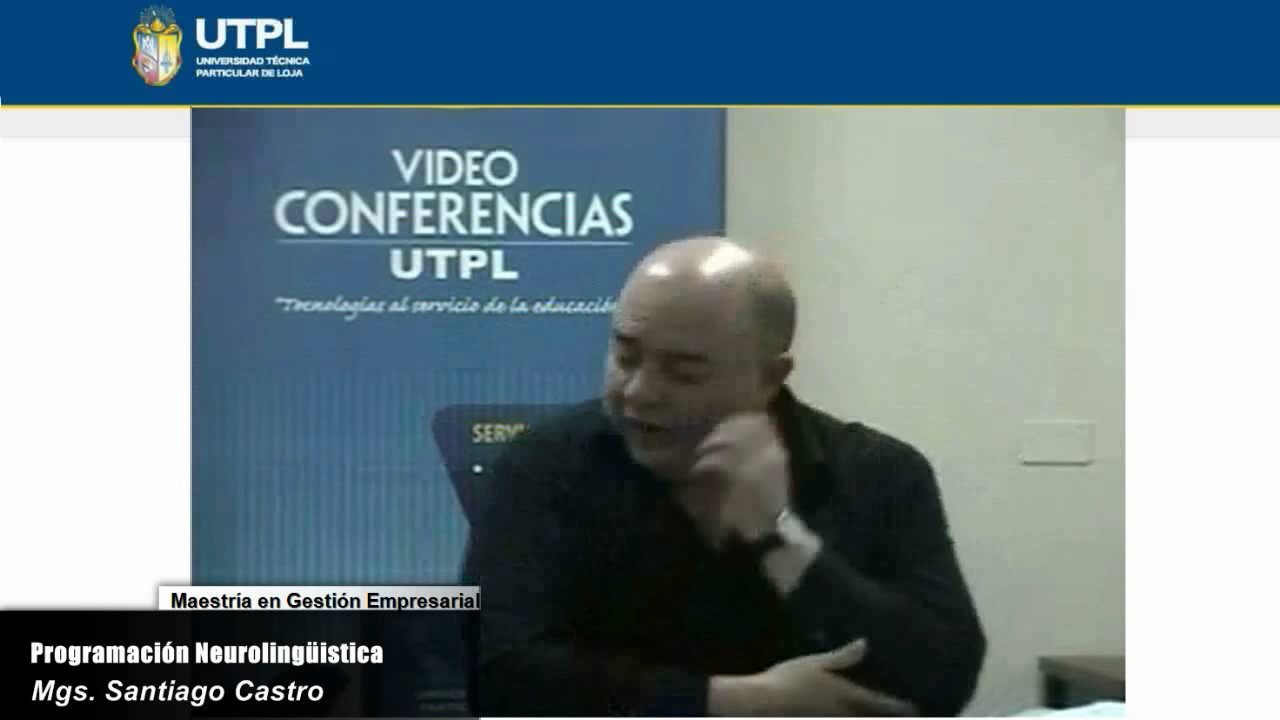 UTPL
UNIVERSIDAD TÉCNICA
PARTICULAR DE LOJA
VIDEO
CONFERENCIAS
UTPL
"Tecnologías al servicio de la educación
Maestría en Gestión Empresarial
Programación Neurolingüistica
Mgs. Santiago Castro